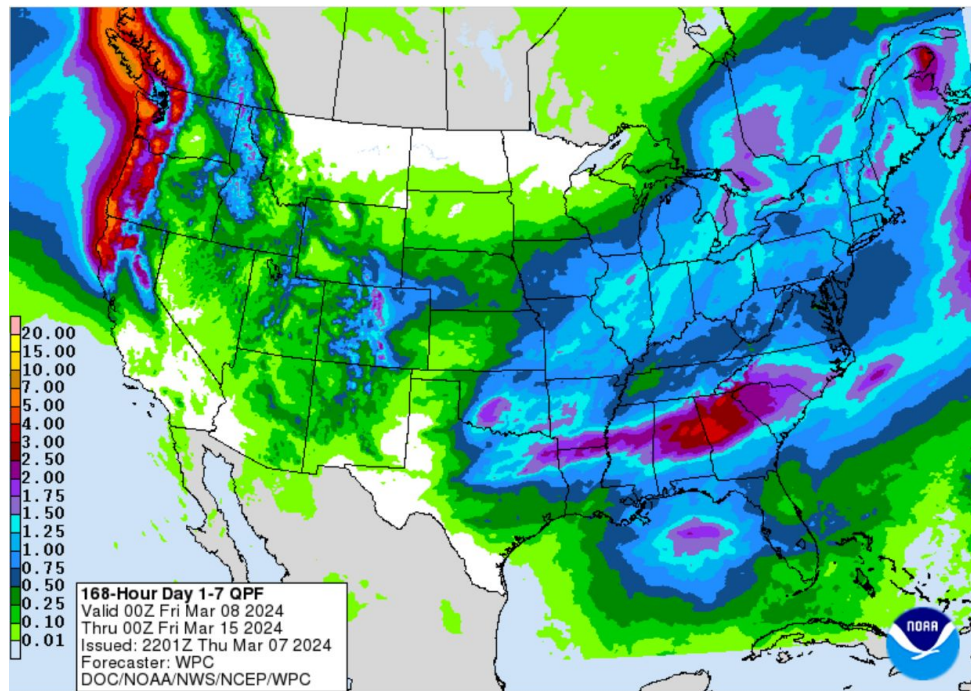 20.00
15.00
10.00
7.00
5.00
4.00
3.00
2.50
2.00
1.75
1.50
1.25
1.00
0.75
0.50
0.25
0.10
0.01
168-Hour Day 1-7 QPF
Valid 00Z Fri Mar 08 2024
Thru 00Z Fri Mar 15 2024
Issued: 2201Z Thu Mar 07 2024
Forecaster: WPC
DOC/NOAA/NWS/NCEP/WPC
NOAA